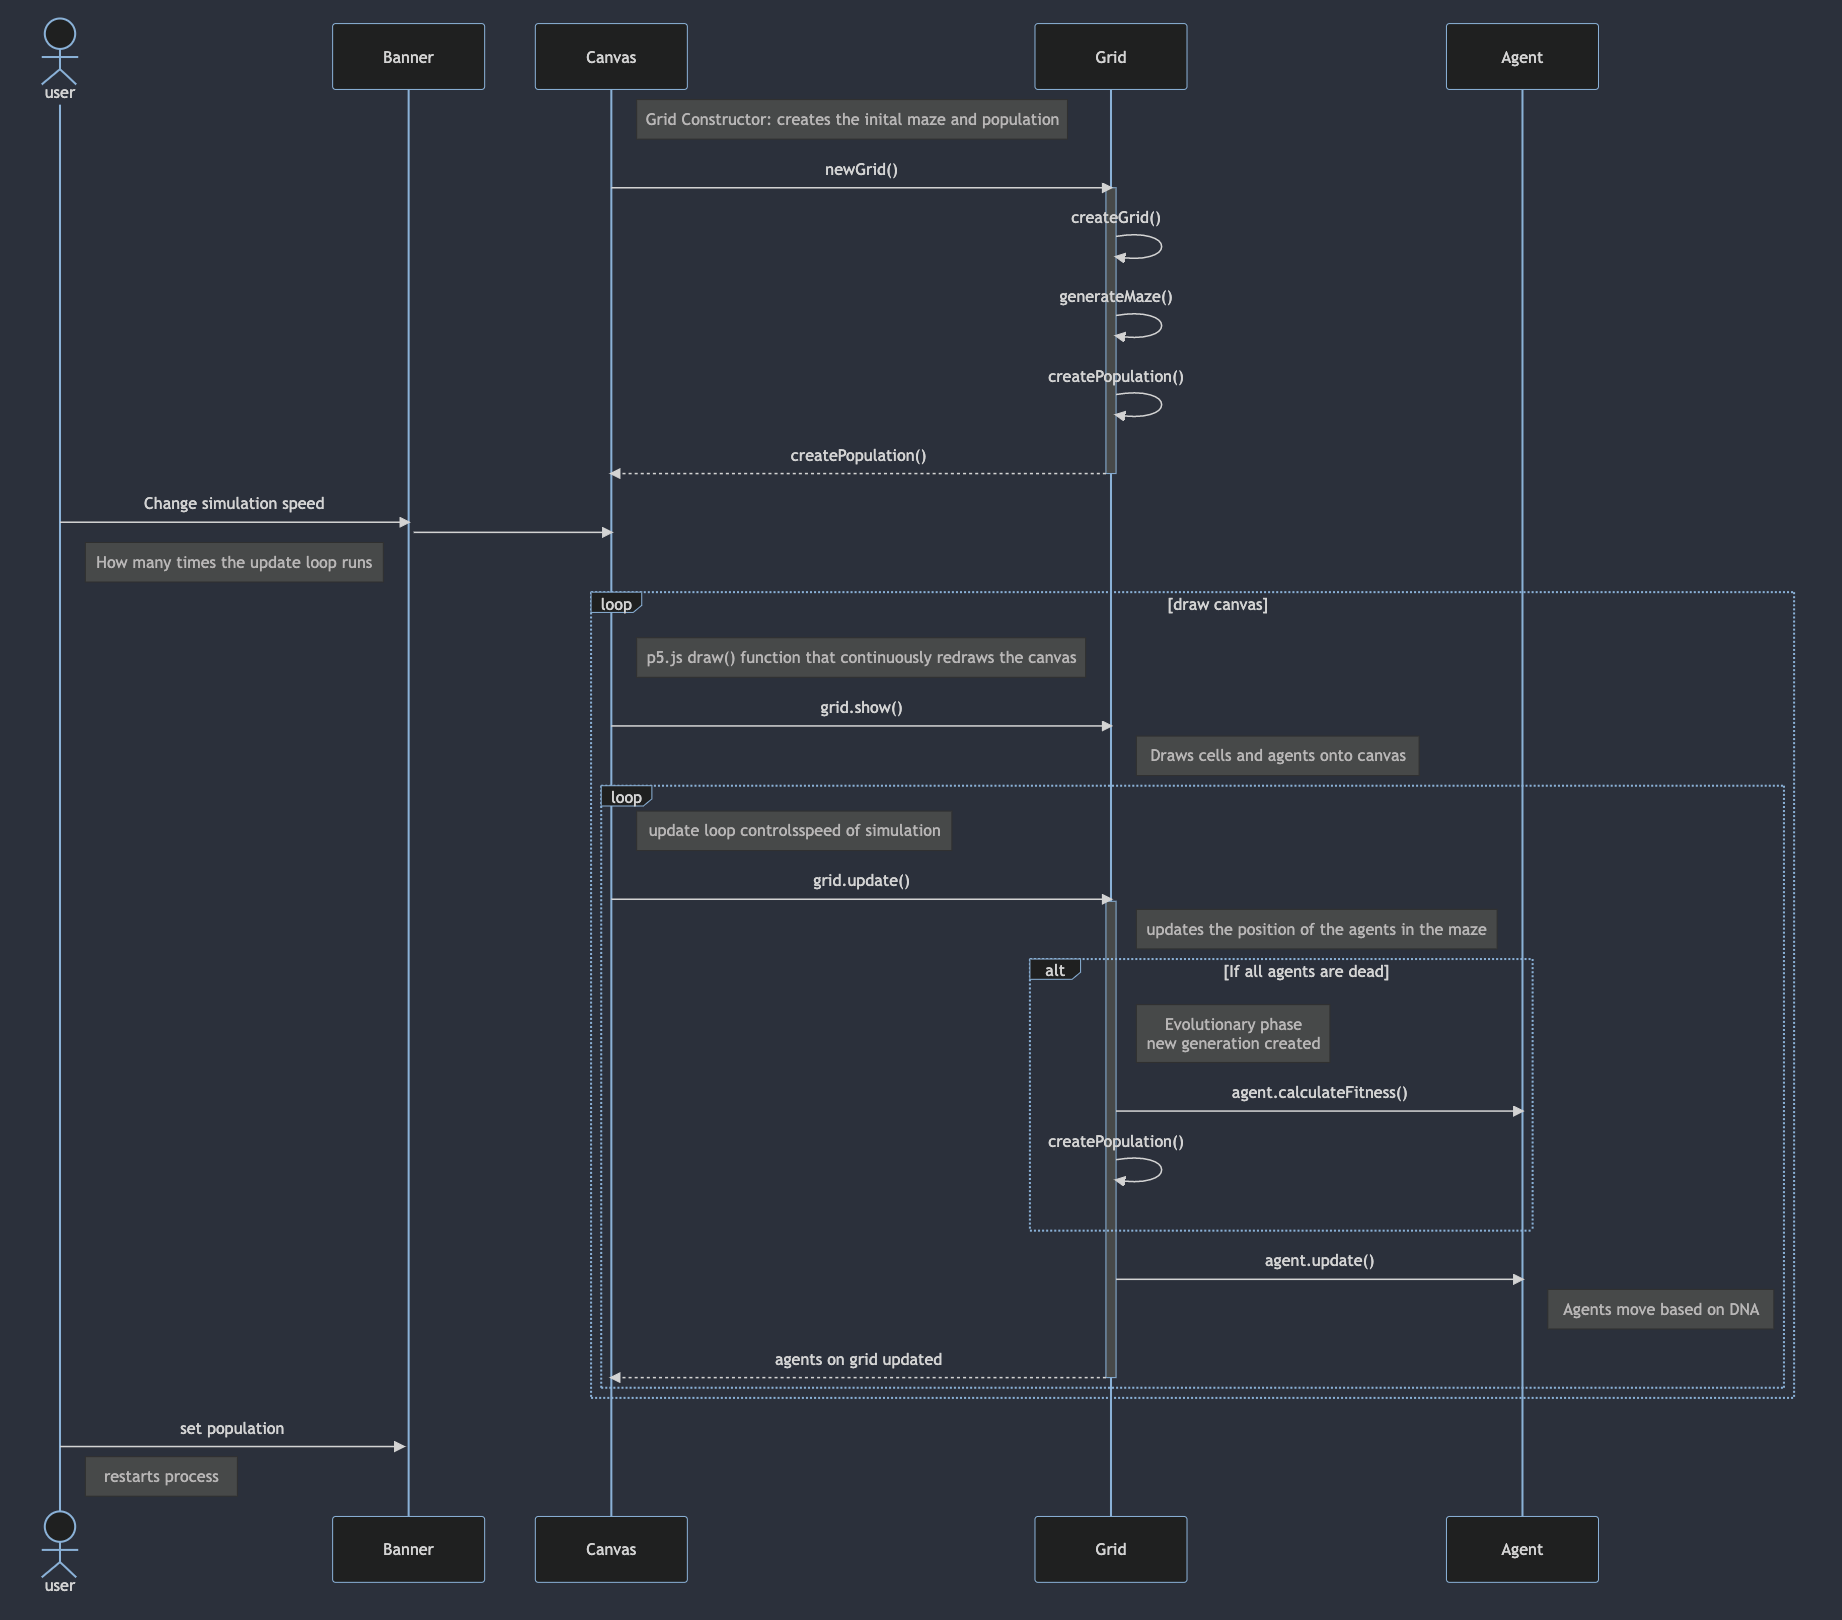 user
Banner
Canvas
Grid
Agent
Grid Constructor: creates the inital maze and population
newGrid()
createGrid()
generateMaze()
createPopulation()
createPopulation()
Change simulation speed
How many times the update loop runs
loop
[draw canvas]
p5.js draw() function that continuously redraws the canvas
grid.show()
Draws cells and agents onto canvas
loop
update loop controlsspeed of simulation
grid.update()
updates the position of the agents in the maze
alt
[If all agents are dead]
Evolutionary phase
new generation created
agent.calculateFitness()
createPopulation()
agent.update()
Agents move based on DNA
agents on grid updated
set population
restarts process
user
Banner
Canvas
Grid
Agent